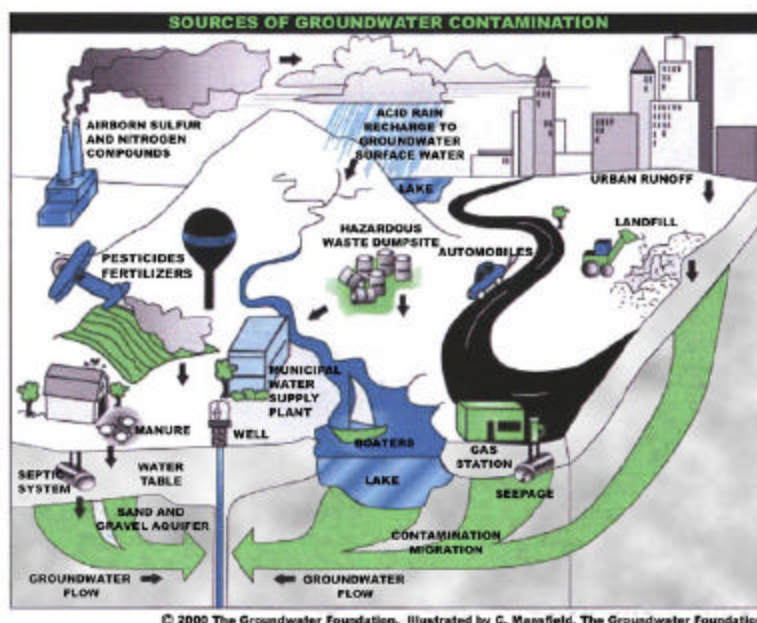 SOURCES OF GROUNDWATER CONTAMINATION
AIRBORN SULFUR
AND NITROGEN
COMPOUNDS
ACID RAIN
RECHARGE TO
GROUNDWATER
SURFACE WATER
LAKE
URBAN RUNOFF
LANDFILL
HAZARDOUS
WASTE DUMPSITE
AUTOMOBILES
PESTICIDES
FERTILIZERS
MUNICIPAL
WATER
SUPPLY
PLANT
MANURE
WELL
BOATERS
GAS
STATION
SEPTIC
SYSTEM
WATER
TABLE
LAKE
SEEPAGE
SAND AND
GRAVEL AQUIFER
CONTAMINATION
MIGRATION
GROUNDWATER
FLOW
GROUNDWATER
FLOW
© 2000 The Groundwater Foundation. Illustrated by C. Mansfield, The Groundwater Foundatio